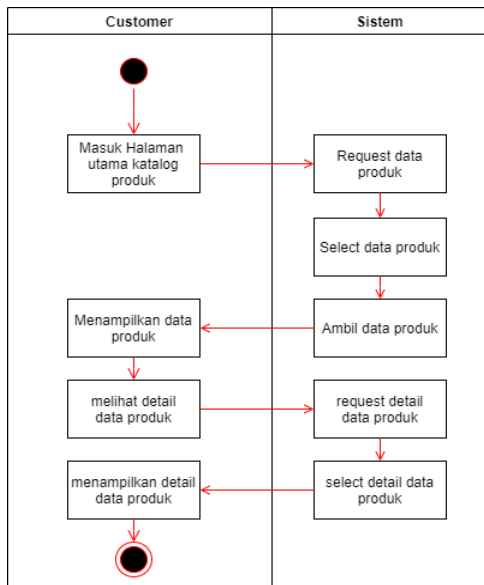 Customer
Sistem
Masuk Halaman
utama katalog
produk
Request data
produk
Select data produk
Ambil data produk
Menampilkan data
produk
melihat detail
data produk
request detail
data produk
select detail data
produk
menampilkan detail
data produk